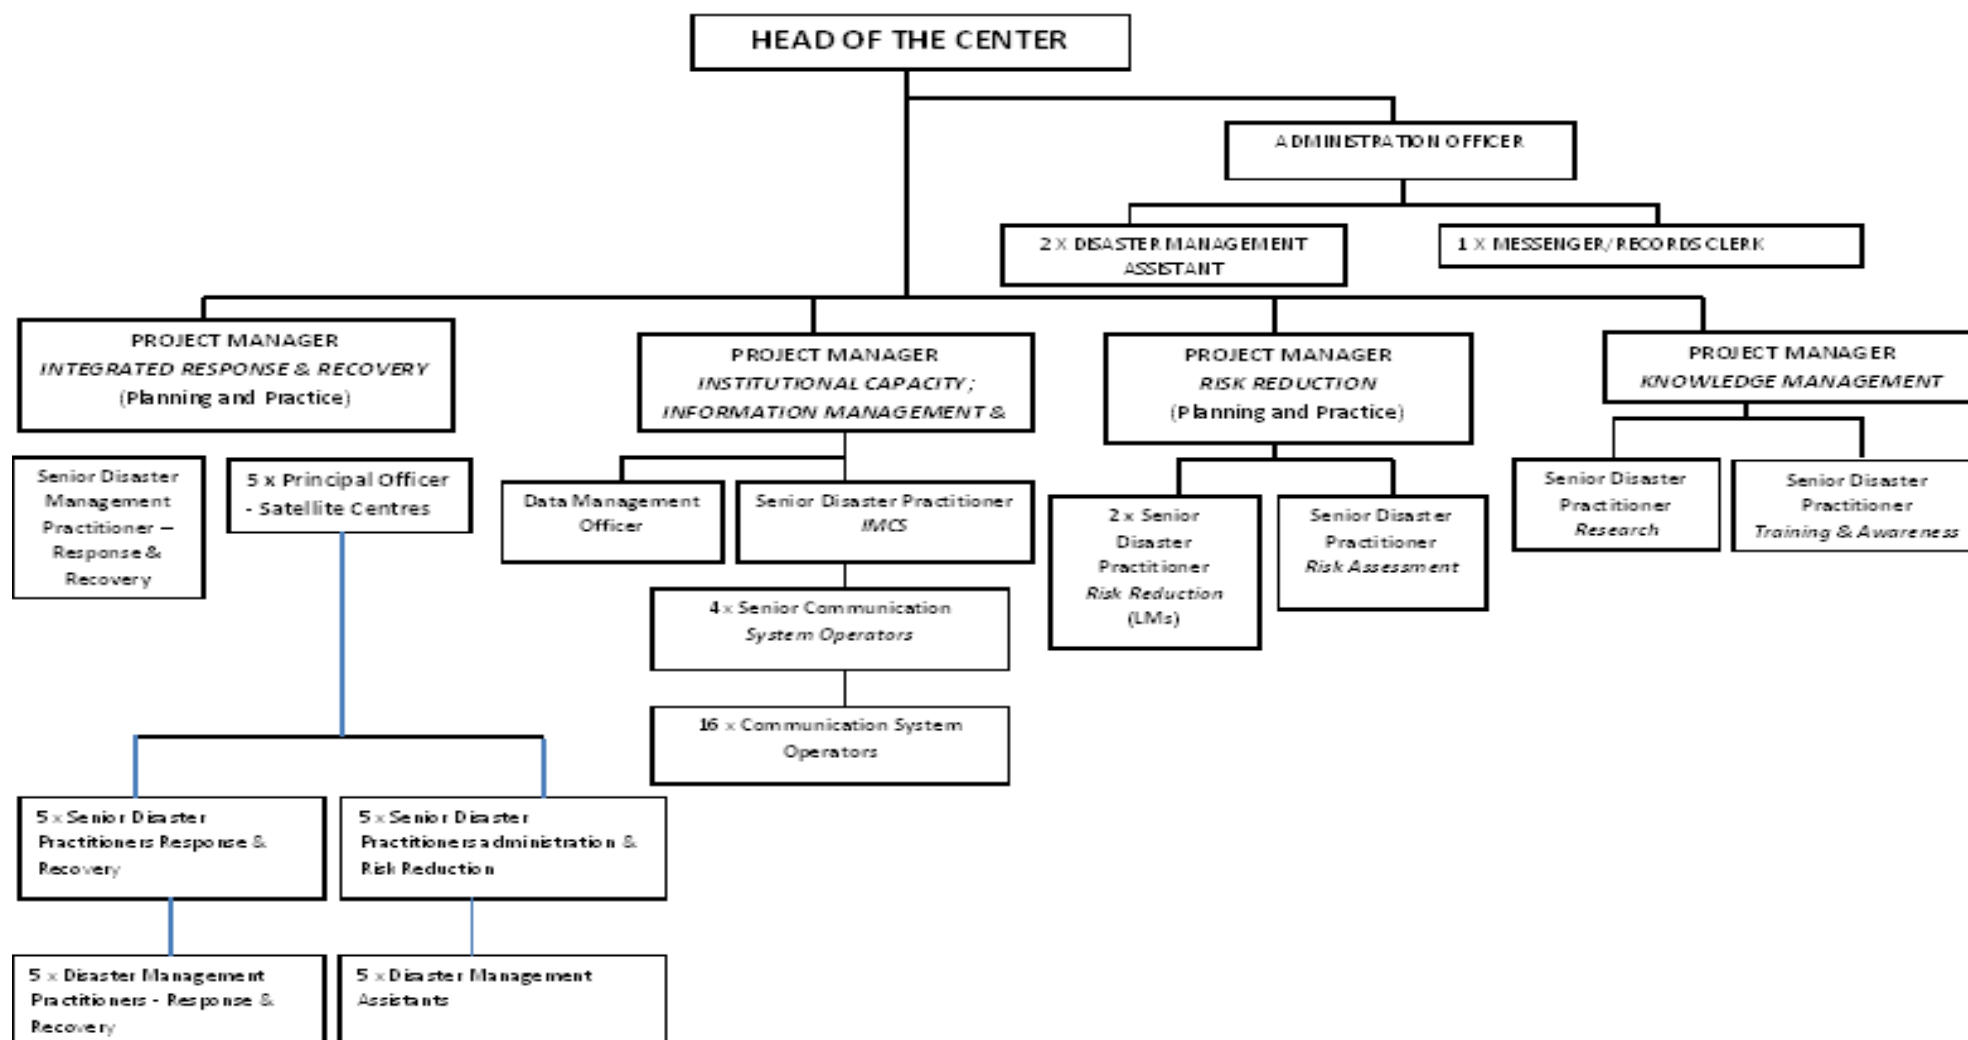 HEAD OF THE CENTER
ADMINISTRATION OFFICER
2 X DISASTER MANAGEMENT
ASSISTANT
1 X MESSENGER/RECORDS CLERK
PROJECT MANAGER
INTEGRATED RESPONSE & RECOVERY
(Planning and Practice)
PROJECT MANAGER
INSTITUTIONAL CAPACITY;
INFORMATION MANAGEMENT &
PROJECT MANAGER
RISK REDUCTION
(Planning and Practice)
PROJECT MANAGER
KNOWLEDGE MANAGEMENT
Senior Disaster
Management
Practitioner –
Response &
Recovery
5 x Principal Officer
- Satellite Centres
Data Management
Officer
Senior Disaster Practitioner
IMCS
2 x Senior
Disaster
Practitioner
Risk Reduction
(LMs)
Senior Disaster
Practitioner
Risk Assessment
Senior Disaster
Practitioner
Research
Senior Disaster
Practitioner
Training & Awareness
4 x Senior Communication
System Operators
16 x Communication System
Operators
5 x Senior Disaster
Practitioners Response &
Recovery
5 x Senior Disaster
Practitioners administration &
Risk Reduction
5 x Disaster Management
Practitioners - Response &
Recovery
5 x Disaster Management
Assistants